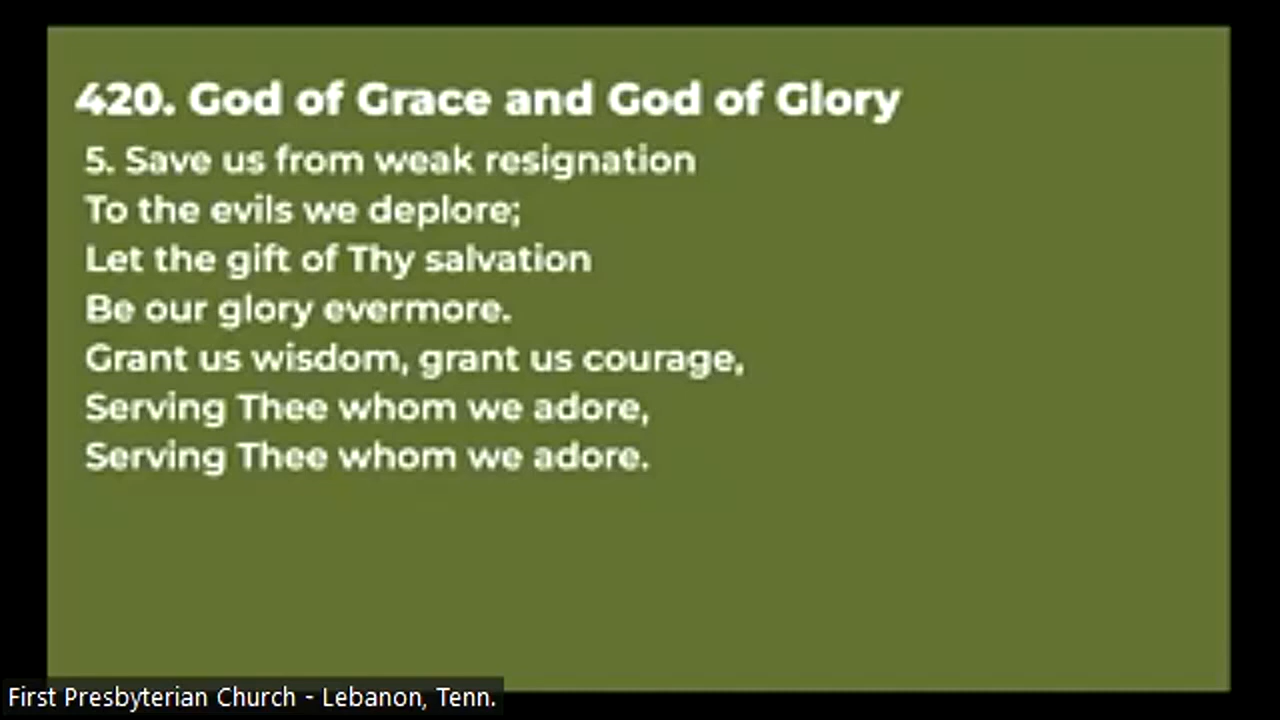 420. God of Grace and God of Glory
5. Save us from weak resignation
To the evils we deplore;
Let the gift of Thy salvation
Be our glory evermore.
Grant us wisdom, grant us courage,
Serving Thee whom we adore,
Serving Thee whom we adore.
First Presbyterian Church - Lebanon, Tenn.